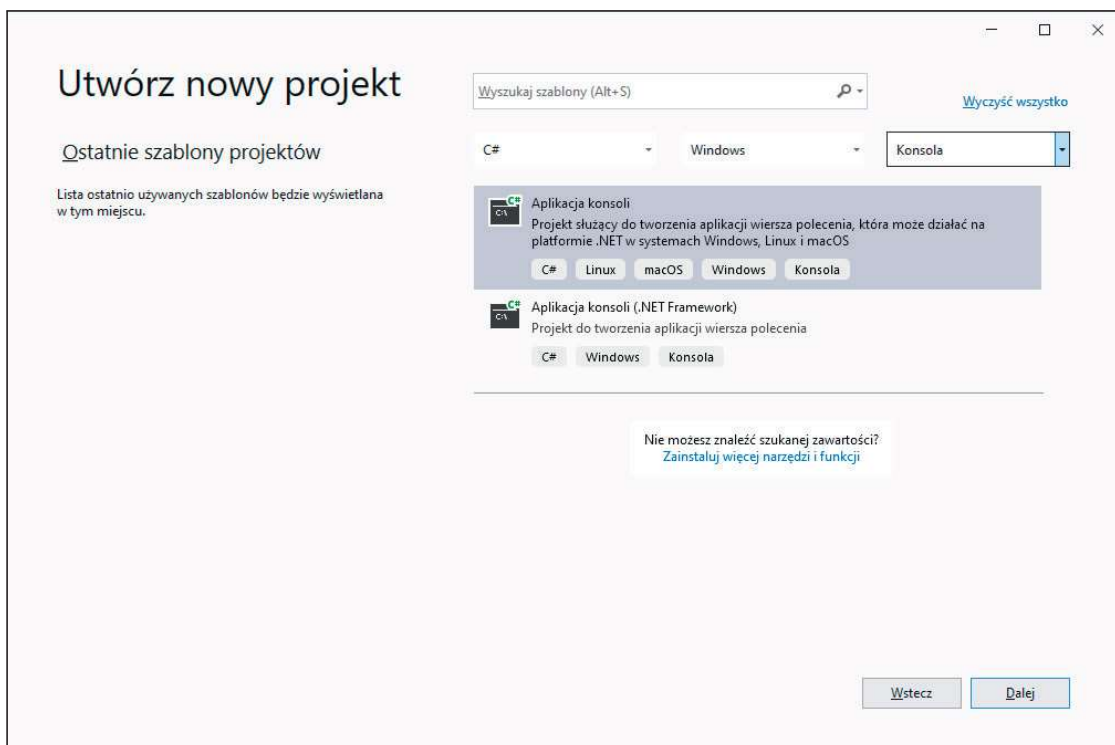 Utwórz nowy projekt
Wyszukaj szablony (Alt+S)
Wyczyść wszystko
Ostatnie szablony projektów
C#
Windows
Konsola
Lista ostatnio używanych szablonów będzie wyświetlana
w tym miejscu.
C#
C:\
Aplikacja konsoli
Projekt służący do tworzenia aplikacji wiersza polecenia, która może działać na
platformie .NET w systemach Windows, Linux i macOS
C# Linux macOS Windows Konsola
C#
C:\
Aplikacja konsoli (.NET Framework)
Projekt do tworzenia aplikacji wiersza polecenia
C# Windows Konsola
Nie możesz znaleźć szukanej zawartości?
Zainstaluj więcej narzędzi i funkcji
Wstecz
Dalej